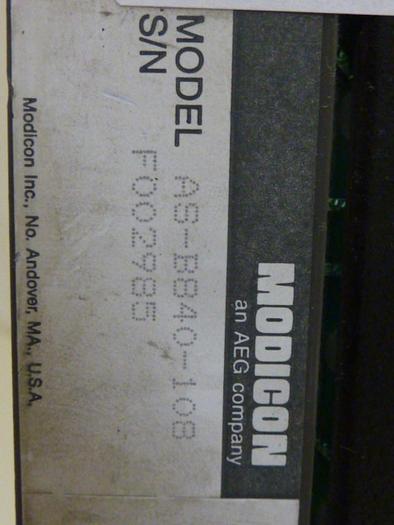 MODICON
an AEG company
MODEL AS-B840-108
S/N F002985
Modicon Inc., No. Andover, MA., U.S.A.